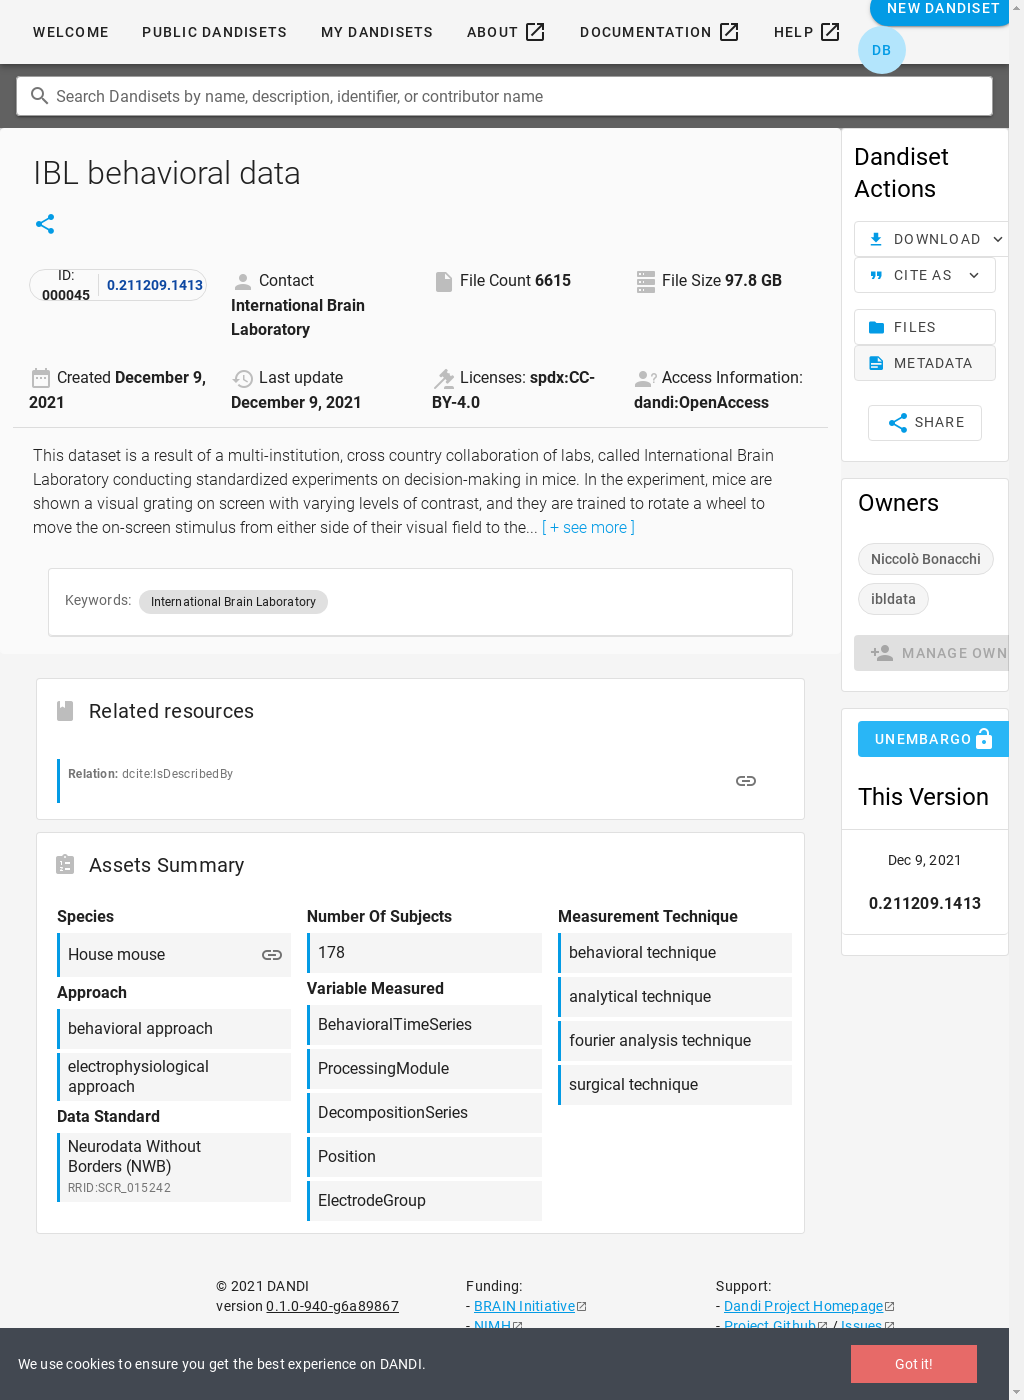 NEW DANDISET
WELCOME PUBLIC DANDISETS MY DANDISETS ABOUT DOCUMENTATION HELP
DB
Search Dandisets by name, description, identifier, or contributor name
IBL behavioral data
ID: 000045 0.211209.1413
Contact International Brain Laboratory
File Count 6615
File Size 97.8 GB
Created December 9, 2021
Last update December 9, 2021
Licenses: spdx:CC-BY-4.0
Access Information: dandi:OpenAccess
This dataset is a result of a multi-institution, cross country collaboration of labs, called International Brain
Laboratory conducting standardized experiments on decision-making in mice. In the experiment, mice are
shown a visual grating on screen with varying levels of contrast, and they are trained to rotate a wheel to
move the on-screen stimulus from either side of their visual field to the... [ + see more ]
Keywords: International Brain Laboratory
Related resources
Relation: dcite:IsDescribedBy
Assets Summary
Species
House mouse
Approach
behavioral approach
electrophysiological
approach
Data Standard
Neurodata Without
Borders (NWB)
RRID:SCR_015242
Number Of Subjects
178
Variable Measured
BehavioralTimeSeries
ProcessingModule
DecompositionSeries
Position
ElectrodeGroup
Measurement Technique
behavioral technique
analytical technique
fourier analysis technique
surgical technique
Dandiset
Actions
DOWNLOAD
CITE AS
FILES
METADATA
SHARE
Owners
Niccolò Bonacchi
ibldata
MANAGE OWN
UNEMBARGO
This Version
Dec 9, 2021
0.211209.1413
© 2021 DANDI
version 0.1.0-940-g6a89867
Funding:
- BRAIN Initiative
- NIMH
Support:
- Dandi Project Homepage
- Project Github / Issues
We use cookies to ensure you get the best experience on DANDI.
Got it!